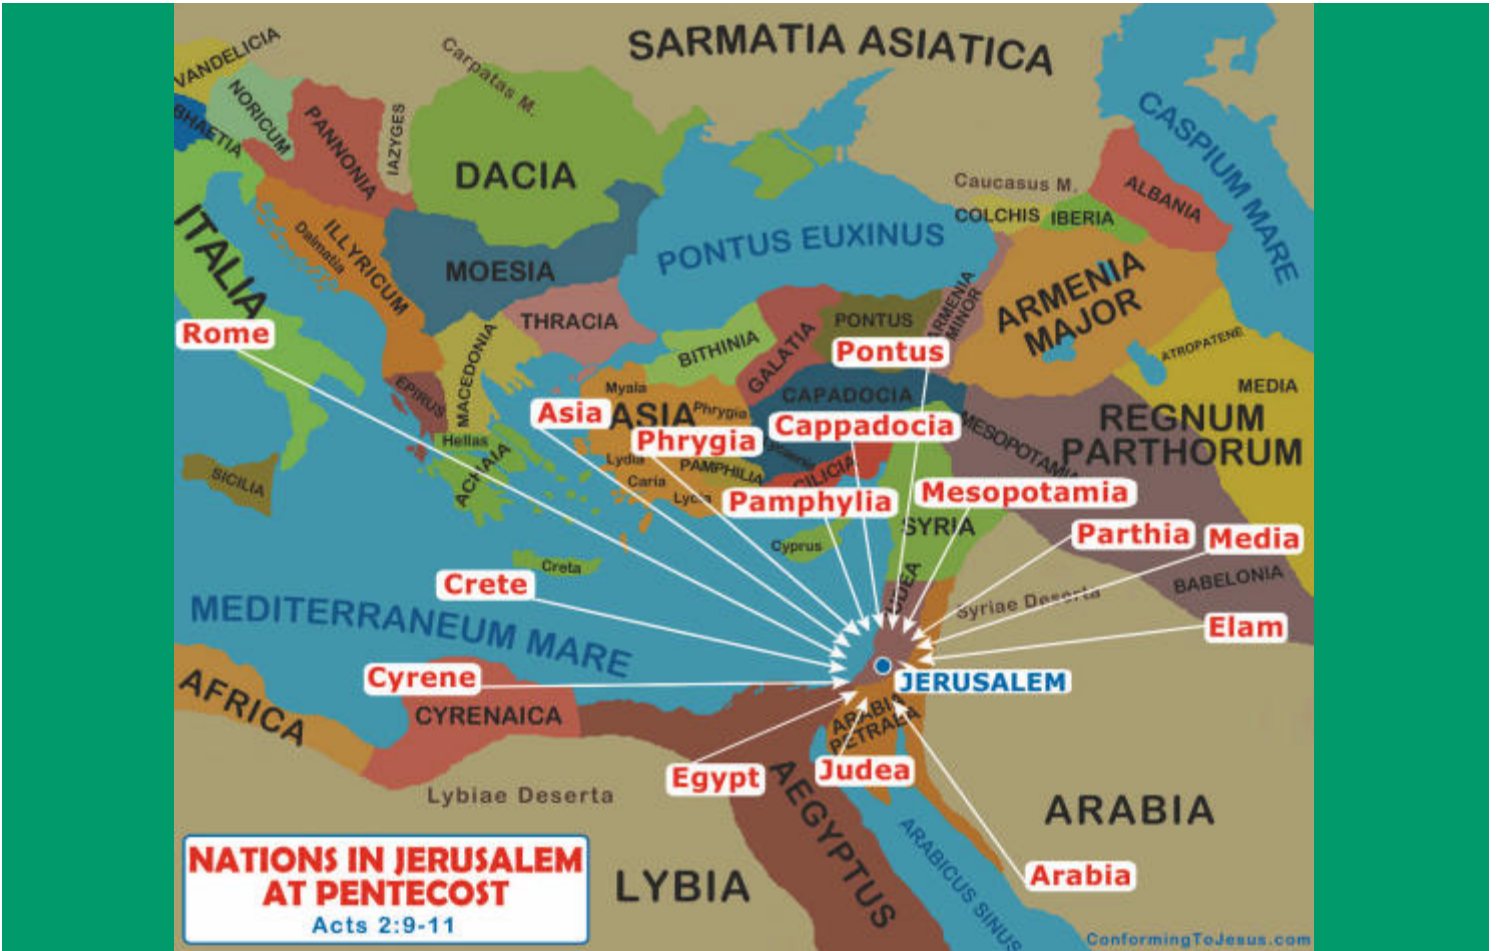 SARMATIA ASIATICA
VANDELICIA
Carpatas M.
NORICUM
BHAETIA
PANNONIA
IAZYGES
DACIA
CASPIUM MARE
Caucasus M.
ALBANIA
COLCHIS
IBERIA
ITALIA
ILLYRICUM
Dalmatia
MOESIA
PONTUS EUXINUS
ARMENIA
MAJOR
ARMENIA
MINOR
THRACIA
PONTUS
BITHINIA
GALATIA
ATROPATENE
MEDIA
Rome
Pontus
MACEDONIA
EPIRUS
Myala
ASIA
Phrygia
CAPADOCIA
REGNUM
PARTHORUM
MESOPOTAMIA
Asia
Phrygia
Cappadocia
Hellas
ACHAIA
Lydia
PAMPHILIA
CILICIA
Caria
Lycia
SICILIA
Pamphylia
Mesopotamia
SYRIA
Parthia
Media
Cyprus
Creta
Crete
JUDEA
BABELONIA
Syriae Deserta
MEDITERRANEUM MARE
Elam
Cyrene
JERUSALEM
AFRICA
CYRENAICA
ARABIA
PETRAEA
Egypt
Judea
Lybiae Deserta
AEGYPTUS
ARABIA
NATIONS IN JERUSALEM
AT PENTECOST
Acts 2:9-11
LYBIA
ARABICUS SINUS
Arabia
ConformingToJesus.com